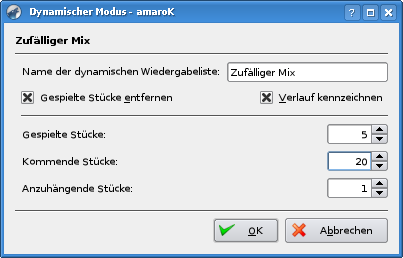 Dynamischer Modus - amaroK
Zufälliger Mix
Name der dynamischen Wiedergabeliste: Zufälliger Mix
Gespielte Stücke entfernen Verlauf kennzeichnen
Gespielte Stücke: 5
Kommende Stücke: 20
Anzuhängende Stücke: 1
OK Abbrechen